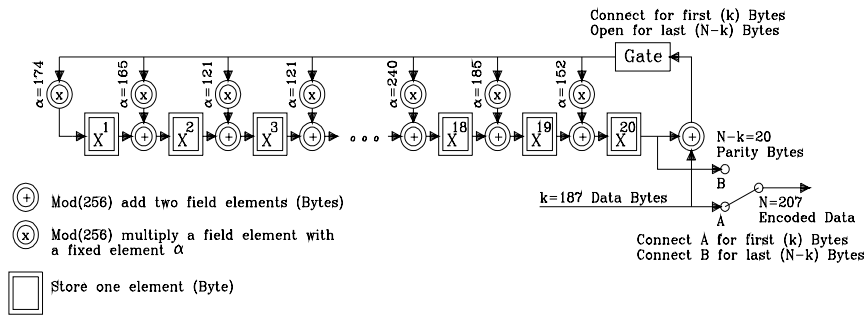 Connect for first (k) Bytes
Open for last (N-k) Bytes
Gate
α=174
α=165
α=121
α=121
α=240
α=185
α=152
x
x
x
x
x
x
x
X1
+
X2
+
X3
+
...
+
X18
+
X19
+
X20
+
N-k=20
Parity Bytes
B
k=187 Data Bytes
A
N=207
Encoded Data
Connect A for first (k) Bytes
Connect B for last (N-k) Bytes
+ Mod(256) add two field elements (Bytes)
x Mod(256) multiply a field element with
a fixed element α
Store one element (Byte)